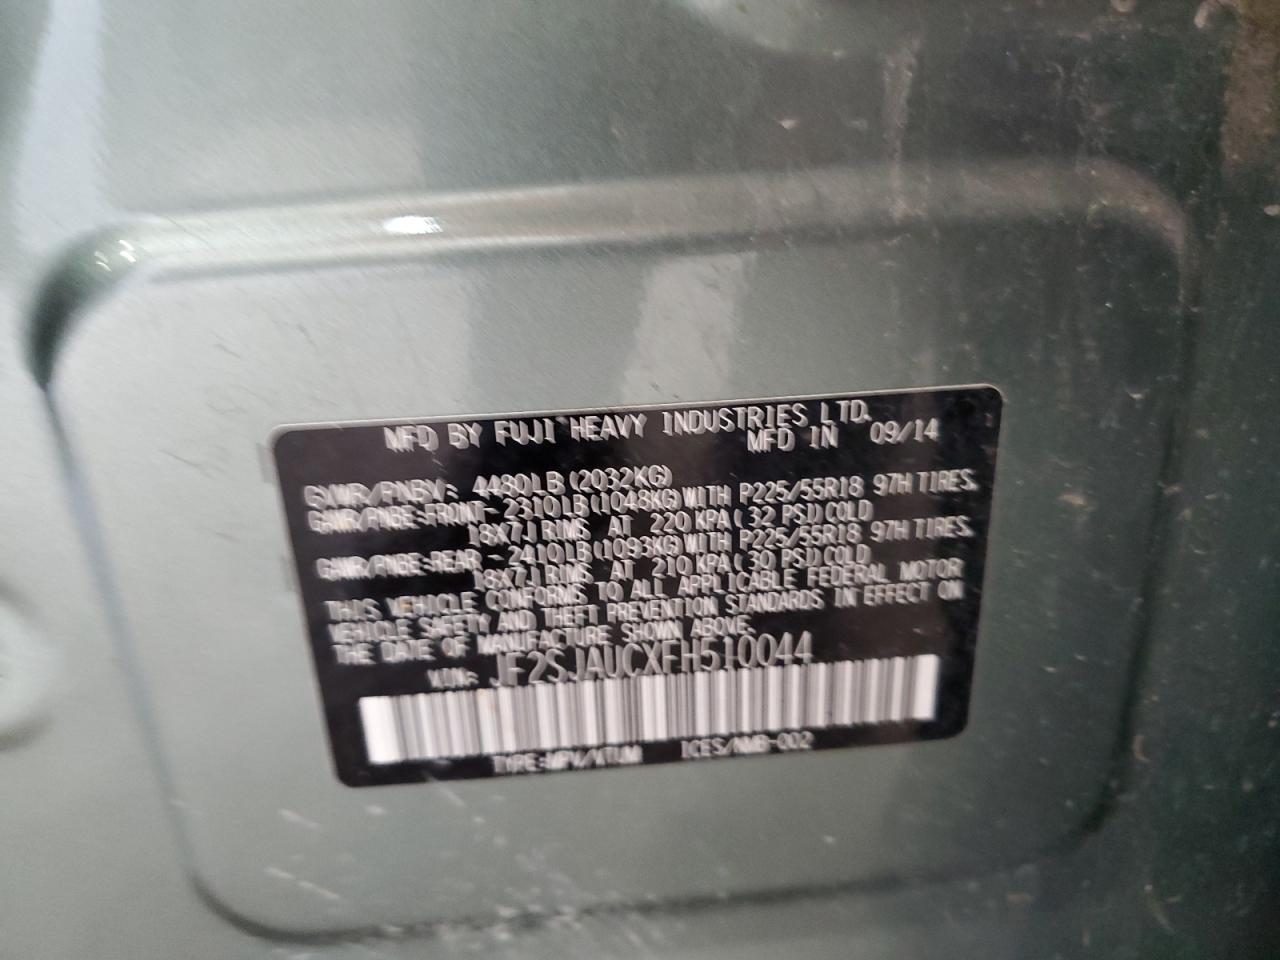 MFD BY FUJI HEAVY INDUSTRIES LTD.
MFD IN 09/14
GVWR/PNBV: 4480LB (2032KG)
GAWR/PNBE:FRONT- 2310LB (1048KG) WITH P225/55R18 97H TIRES,
18X7J RIMS AT 220 KPA( 32 PSI) COLD
GAWR/PNBE:REAR - 2410LB (1093KG) WITH P225/55R18 97H TIRES,
18X7J RIMS AT 210 KPA( 30 PSI) COLD
THIS VEHICLE CONFORMS TO ALL APPLICABLE FEDERAL MOTOR
VEHICLE SAFETY AND THEFT PREVENTION STANDARDS IN EFFECT ON
THE DATE OF MANUFACTURE SHOWN ABOVE.
VIN: JF2SJAUCXFH510044
TYPE:MPV/VTUM ICES/NMB-002